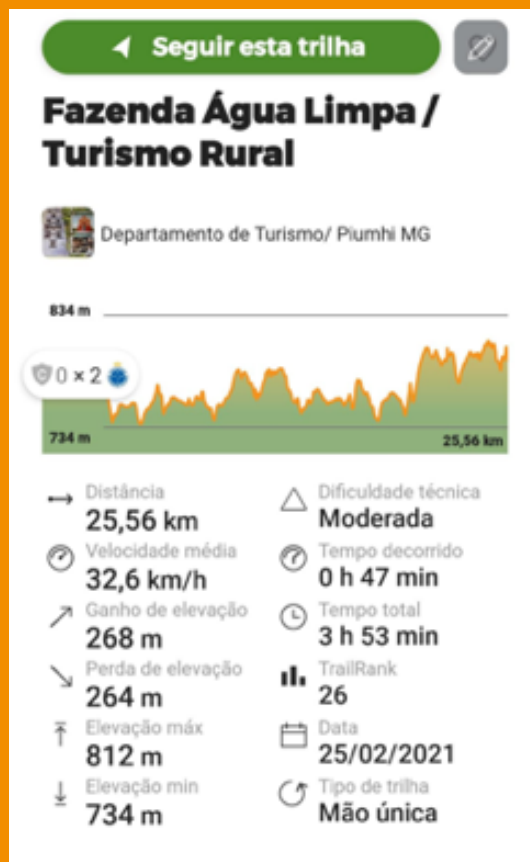 Seguir esta trilha
Fazenda Água Limpa /
Turismo Rural
Departamento de Turismo/ Piumhi MG
834 m
0 × 2
734 m
25,56 km
Distância
25,56 km
Dificuldade técnica
Moderada
Velocidade média
32,6 km/h
Tempo decorrido
0 h 47 min
Ganho de elevação
268 m
Tempo total
3 h 53 min
Perda de elevação
264 m
TrailRank
26
Elevação máx
812 m
Data
25/02/2021
Elevação min
734 m
Tipo de trilha
Mão única